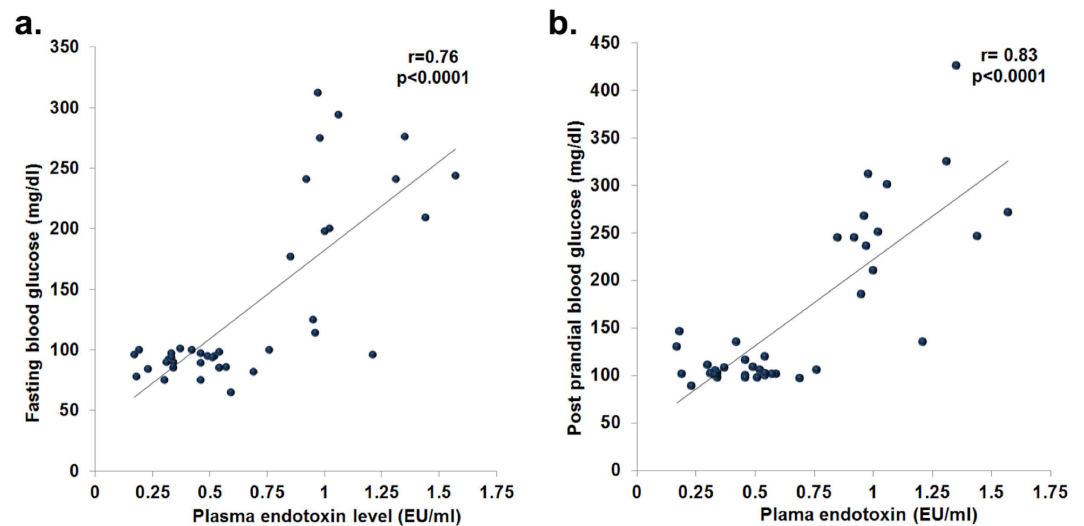 a.
r=0.76
p<0.0001
Fasting blood glucose (mg/dl)
350
300
250
200
150
100
50
0
0 0.25 0.5 0.75 1 1.25 1.5 1.75
Plasma endotoxin level (EU/ml)
b.
r= 0.83
p<0.0001
Post prandial blood glucose (mg/dl)
450
400
350
300
250
200
150
100
50
0
0 0.25 0.5 0.75 1 1.25 1.5 1.75
Plama endotoxin (EU/ml)